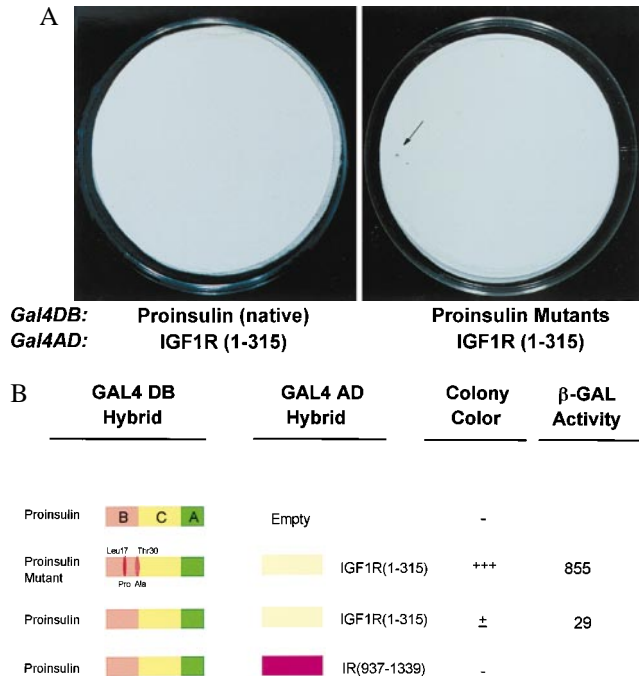 A
Gal4DB: Proinsulin (native) Proinsulin Mutants
Gal4AD: IGF1R (1-315) IGF1R (1-315)
B
GAL4 DB Hybrid GAL4 AD Hybrid Colony Color β-GAL Activity
Proinsulin B C A Empty -
Leu17 Thr30
Proinsulin Mutant IGF1R(1-315) +++ 855
Pro Ala
Proinsulin IGF1R(1-315) ± 29
Proinsulin IR(937-1339) -